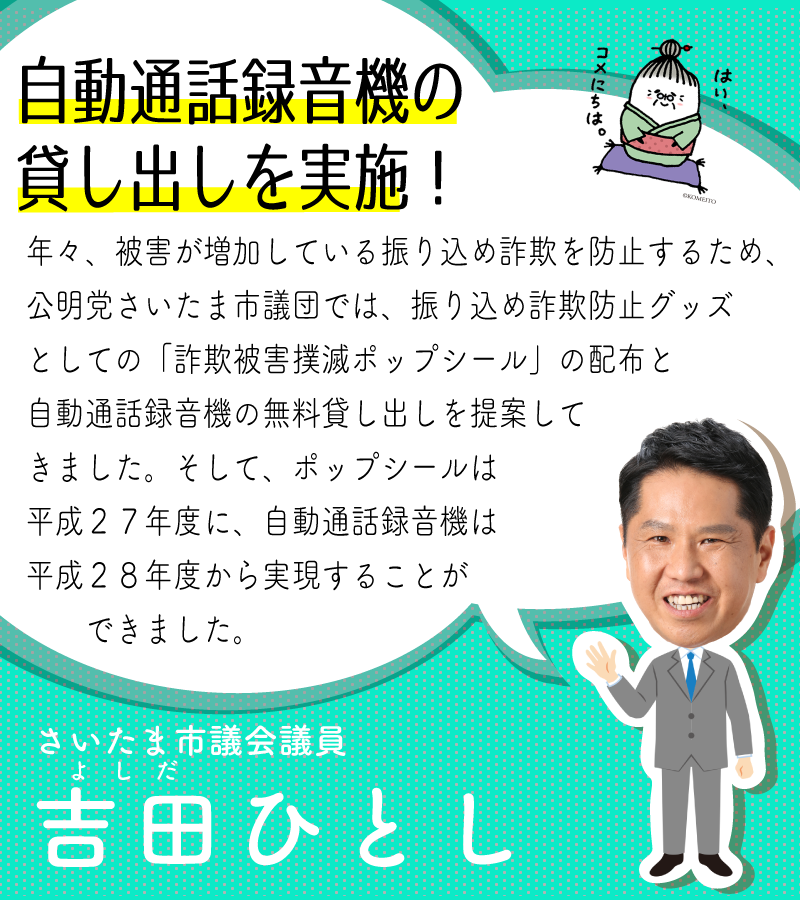 自動通話録音機の
貸し出しを実施！
はい、
コメにちは。
©KOMEITO
年々、被害が増加している振り込め詐欺を防止するため、
公明党さいたま市議団では、振り込め詐欺防止グッズ
としての「詐欺被害撲滅ポップシール」の配布と
自動通話録音機の無料貸し出しを提案して
きました。そして、ポップシールは
平成２７年度に、自動通話録音機は
平成２８年度から実現することが
できました。
さいたま市議会議員
よしだ
吉田ひとし